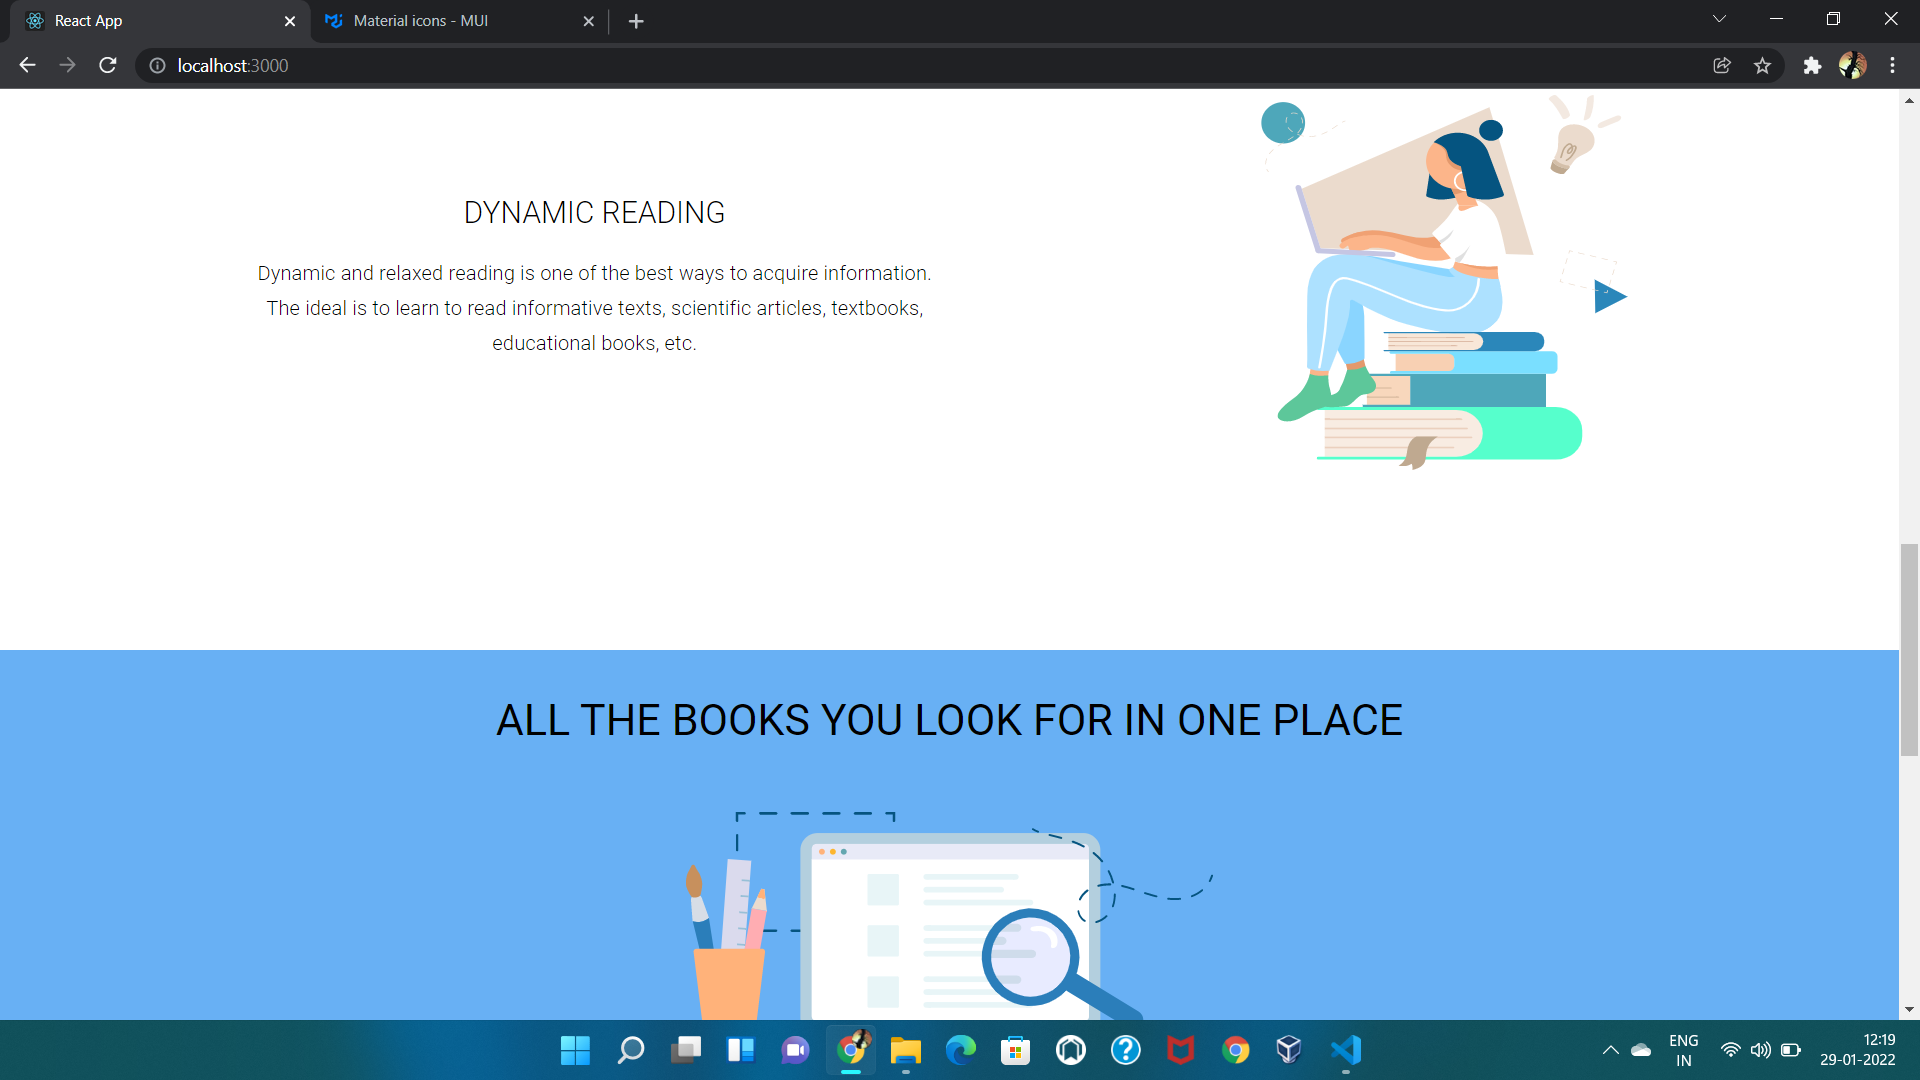 React App
Material icons - MUI
localhost:3000
DYNAMIC READING
Dynamic and relaxed reading is one of the best ways to acquire information.
The ideal is to learn to read informative texts, scientific articles, textbooks,
educational books, etc.
ALL THE BOOKS YOU LOOK FOR IN ONE PLACE
ENG
IN
12:19
29-01-2022